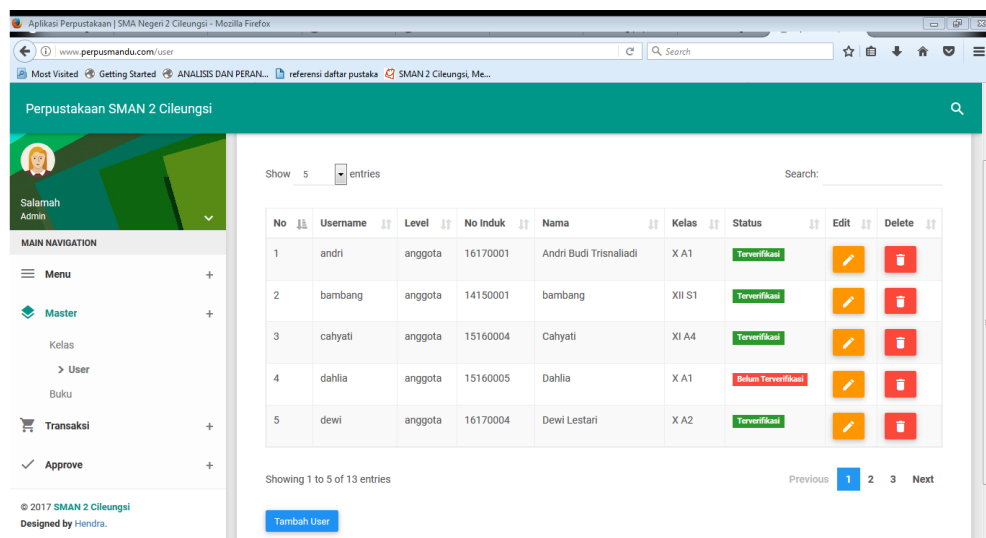 Aplikasi Perpustakaan | SMA Negeri 2 Cileungsi - Mozilla Firefox
www.perpusmandu.com/user
Search
Most Visited Getting Started ANALISIS DAN PERAN... referensi daftar pustaka SMAN 2 Cileungsi, Me...
Perpustakaan SMAN 2 Cileungsi
Salamah
Admin
MAIN NAVIGATION
Menu +
Master +
Kelas
> User
Buku
Transaksi +
Approve +
© 2017 SMAN 2 Cileungsi
Designed by Hendra.
Show 5 entries Search:
No Username Level No Induk Nama Kelas Status Edit Delete
1 andri anggota 16170001 Andri Budi Trisnaliadi X A1 Terverifikasi
2 bambang anggota 14150001 bambang XII S1 Terverifikasi
3 cahyati anggota 15160004 Cahyati XI A4 Terverifikasi
4 dahlia anggota 15160005 Dahlia X A1 Belum Terverifikasi
5 dewi anggota 16170004 Dewi Lestari X A2 Terverifikasi
Showing 1 to 5 of 13 entries Previous 1 2 3 Next
Tambah User